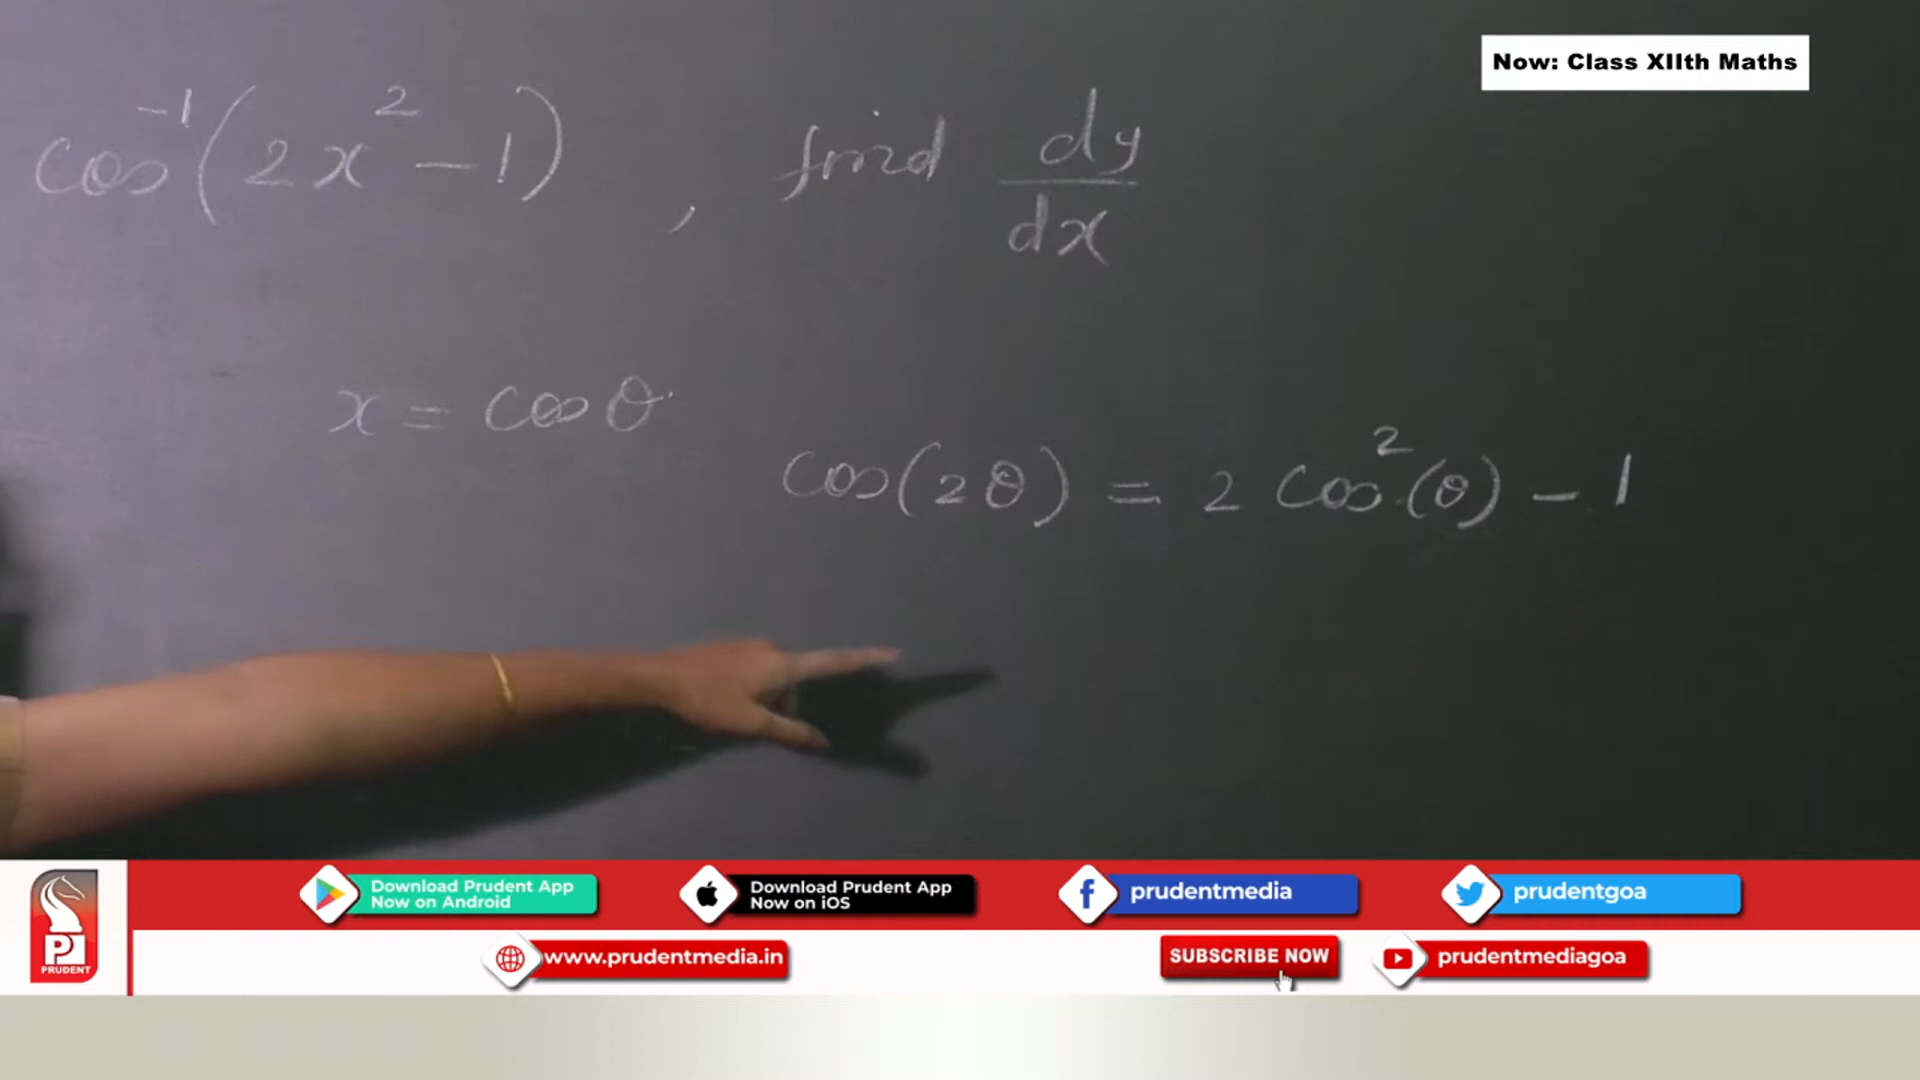 Now: Class XIIth Maths
cos⁻¹(2x² − 1) , find dy/dx
x = cos θ
cos(2θ) = 2 cos²(θ) − 1
Download Prudent App
Now on Android
Download Prudent App
Now on iOS
prudentmedia
prudentgoa
PRUDENT
www.prudentmedia.in
SUBSCRIBE NOW
prudentmediagoa